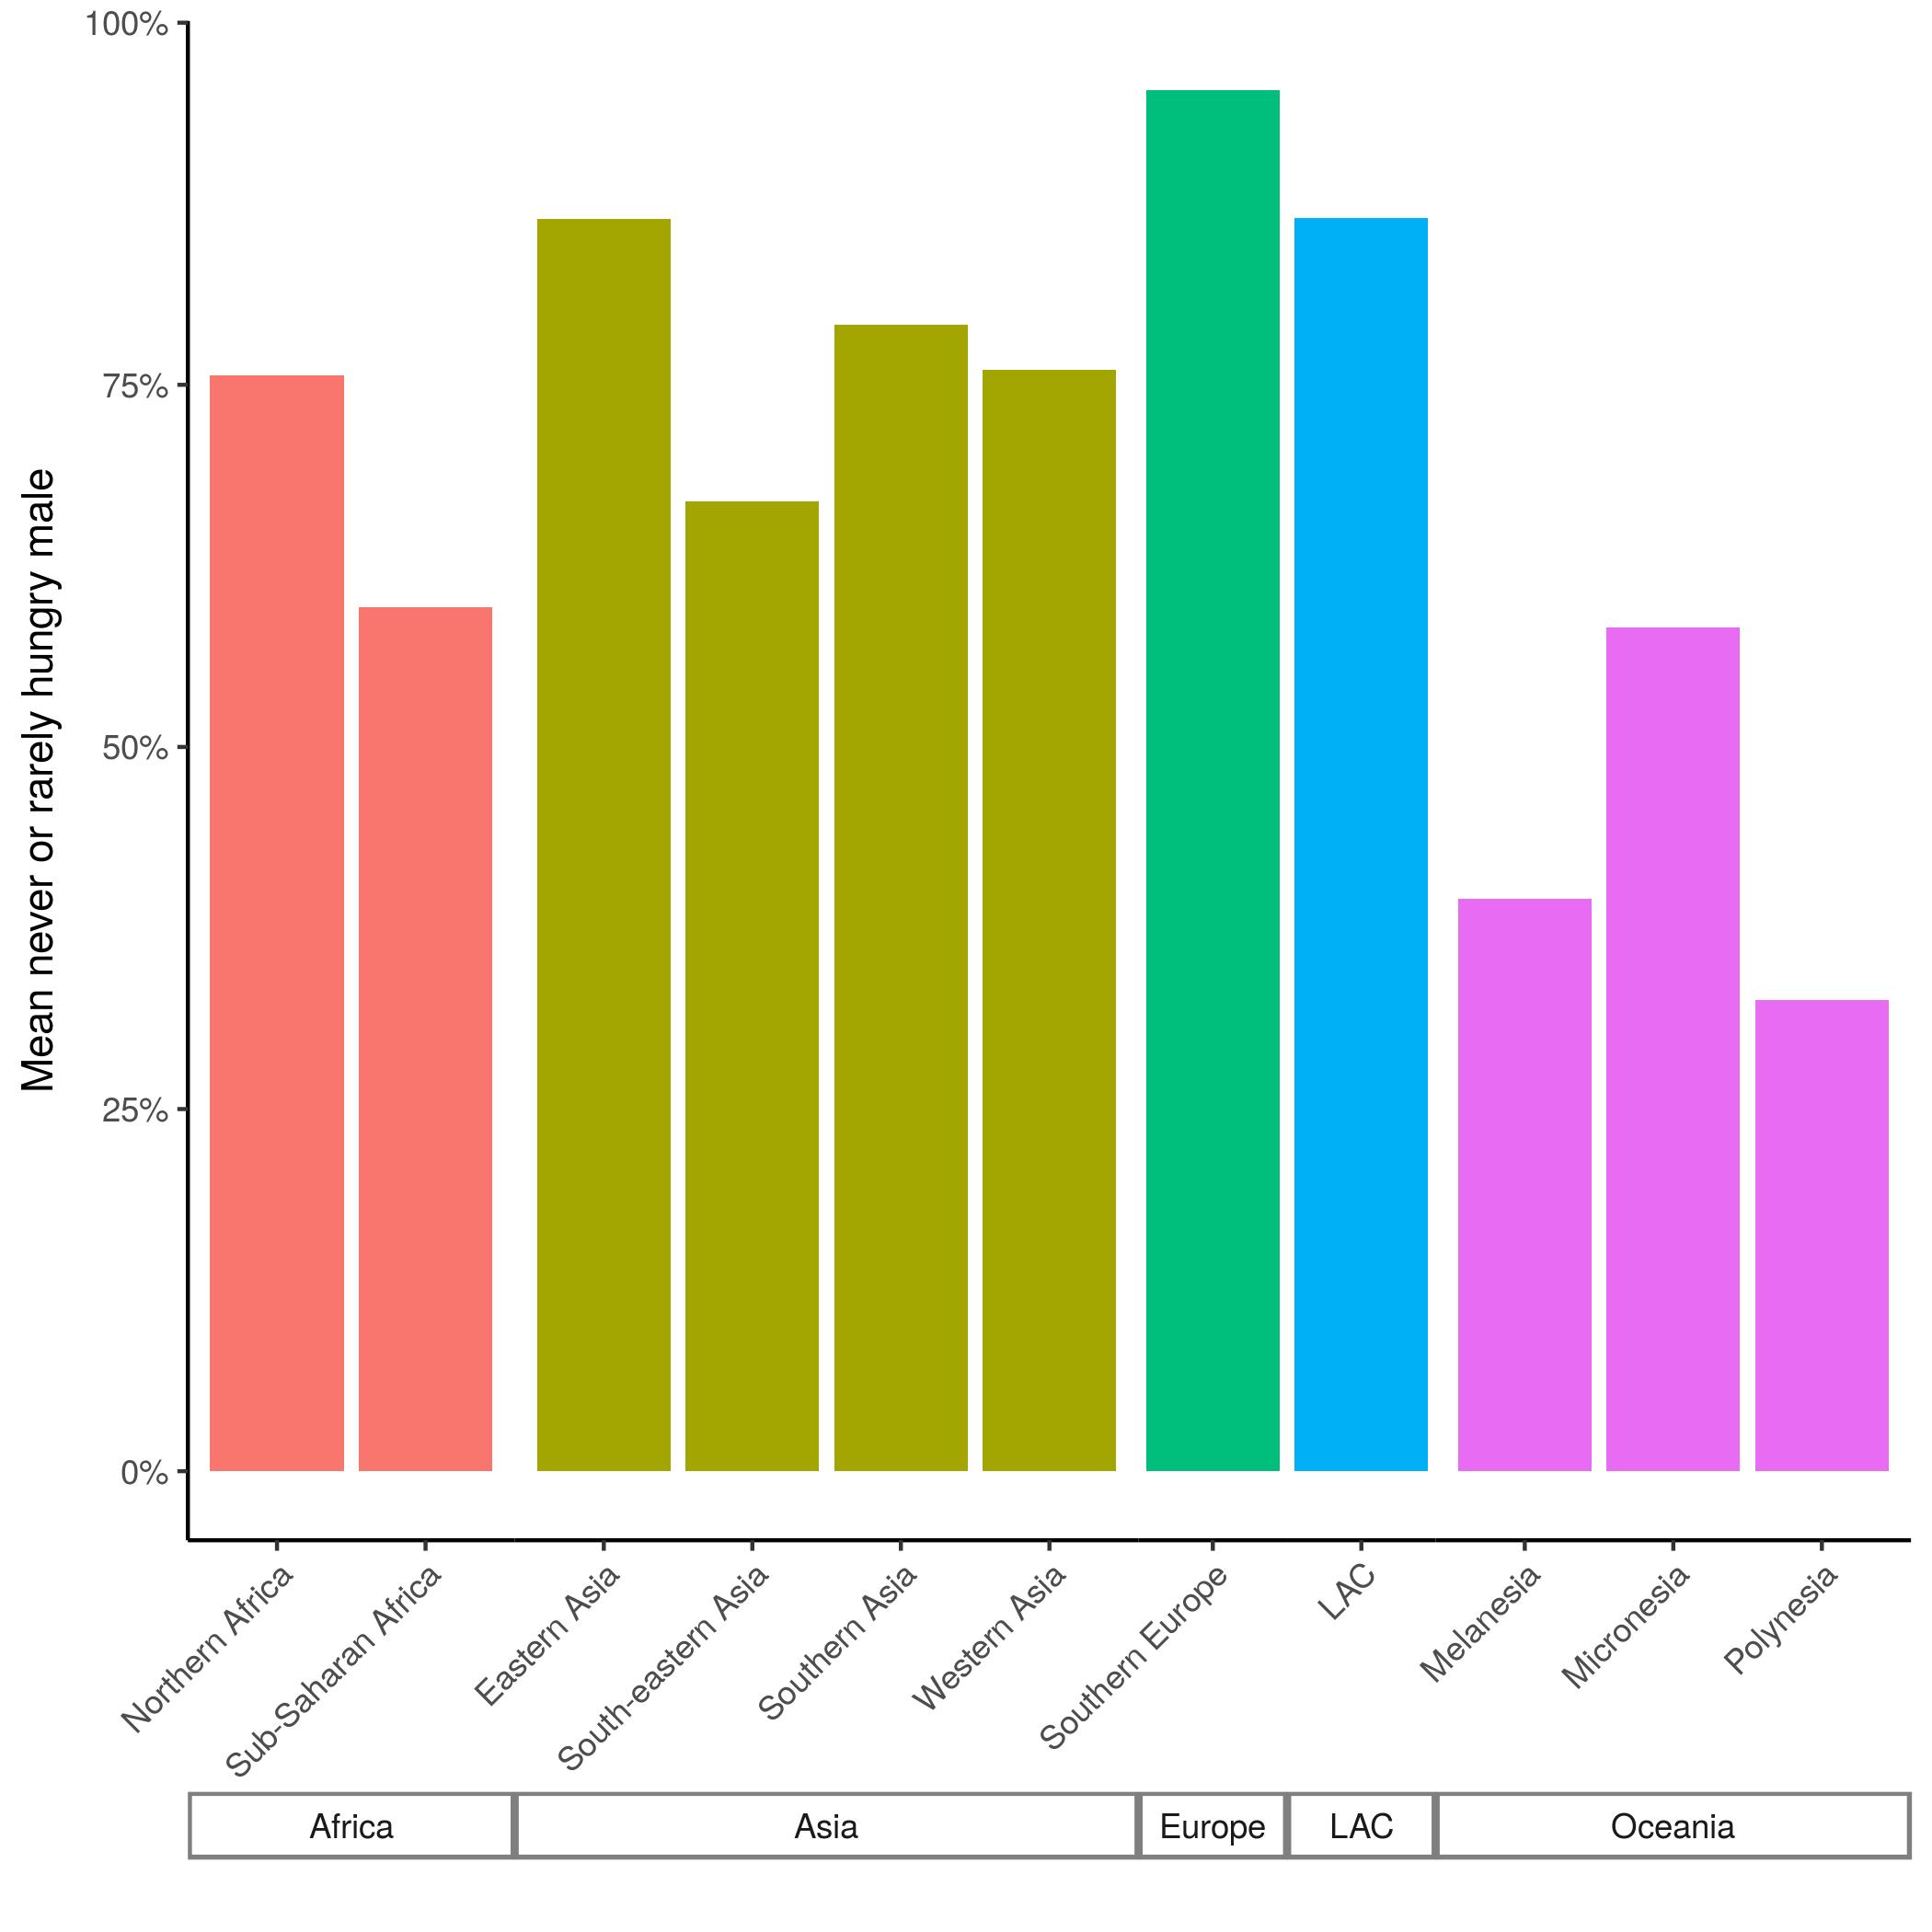 Mean never or rarely hungry male
100%
75%
50%
25%
0%
Northern Africa
Sub-Saharan Africa
Eastern Asia
South-eastern Asia
Southern Asia
Western Asia
Southern Europe
LAC
Melanesia
Micronesia
Polynesia
Africa
Asia
Europe
LAC
Oceania